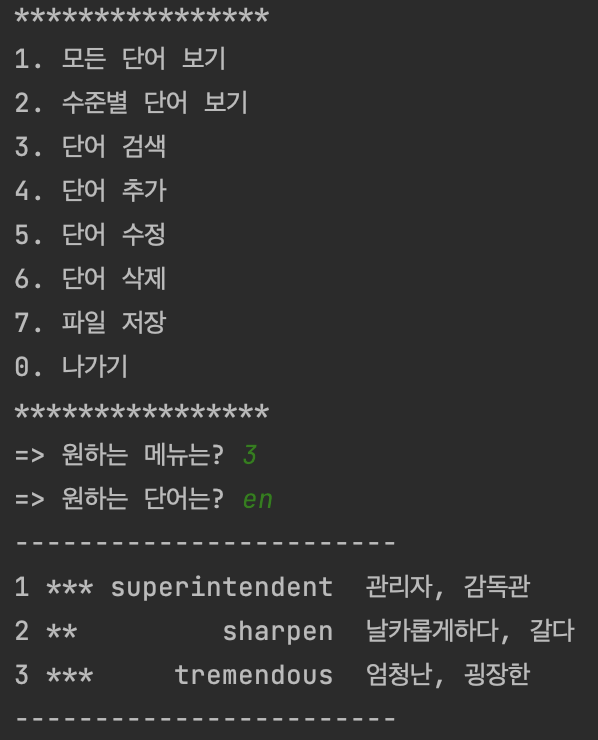 ****************
1. 모든 단어 보기
2. 수준별 단어 보기
3. 단어 검색
4. 단어 추가
5. 단어 수정
6. 단어 삭제
7. 파일 저장
0. 나가기
****************
=> 원하는 메뉴는? 3
=> 원하는 단어는? en
------------------------
1 *** superintendent  관리자, 감독관
2 **         sharpen  날카롭게하다, 갈다
3 ***     tremendous  엄청난, 굉장한
------------------------